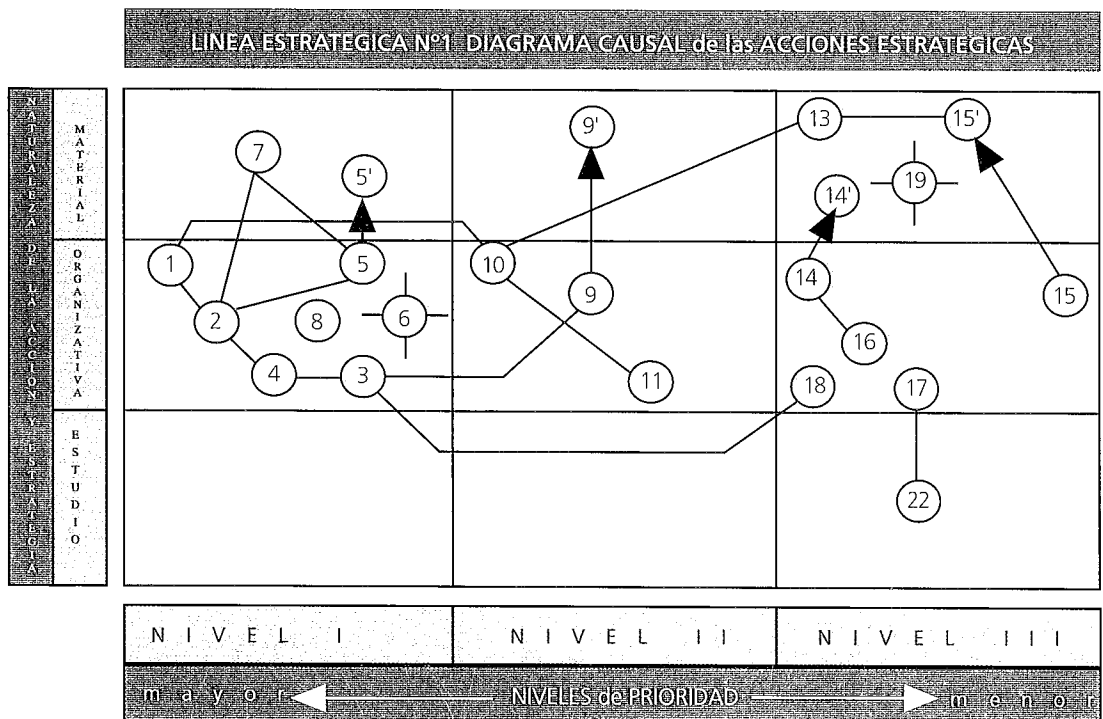 LINEA ESTRATEGICA Nº1 DIAGRAMA CAUSAL de las ACCIONES ESTRATEGICAS
NATURALEZA DE LA ACCION Y ESTRATEGIA
MATERIAL
ORGANIZATIVA
ESTUDIO
7
5'
9'
13
15'
14'
19
1
5
10
9
14
15
2
8
6
16
4
3
11
18
17
22
NIVEL I
NIVEL II
NIVEL III
mayor
NIVELES de PRIORIDAD
menor